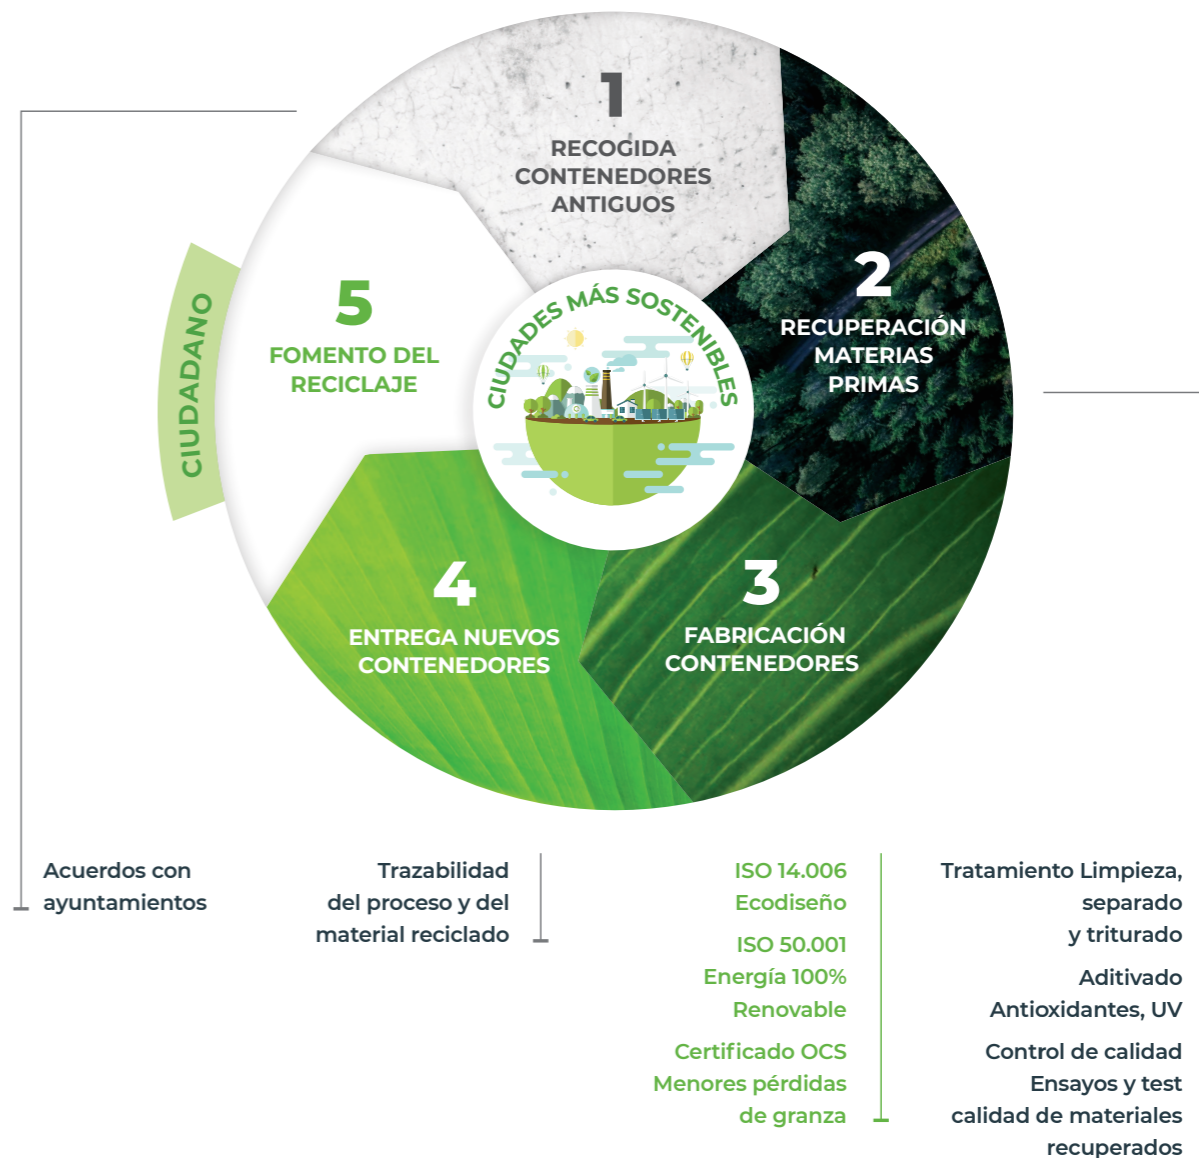 1
RECOGIDA
CONTENEDORES
ANTIGUOS
2
RECUPERACIÓN
MATERIAS
PRIMAS
3
FABRICACIÓN
CONTENEDORES
4
ENTREGA NUEVOS
CONTENEDORES
5
FOMENTO DEL
RECICLAJE
CIUDADANO
CIUDADES MÁS SOSTENIBLES
Acuerdos con
ayuntamientos
Trazabilidad
del proceso y del
material reciclado
ISO 14.006
Ecodiseño
ISO 50.001
Energía 100%
Renovable
Certificado OCS
Menores pérdidas
de granza
Tratamiento Limpieza,
separado
y triturado
Aditivado
Antioxidantes, UV
Control de calidad
Ensayos y test
calidad de materiales
recuperados